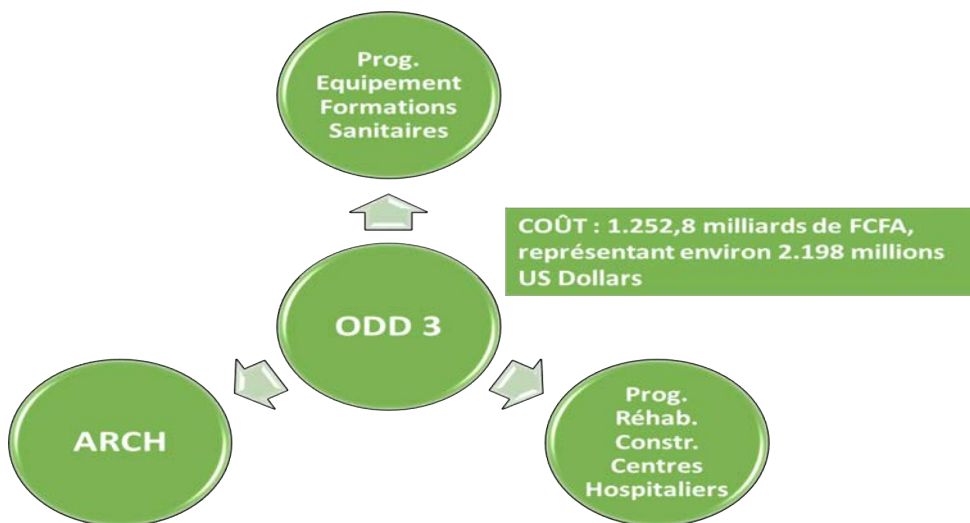 Prog.
Equipement
Formations
Sanitaires
COÛT : 1.252,8 milliards de FCFA,
représentant environ 2.198 millions
US Dollars
ODD 3
ARCH
Prog.
Réhab.
Constr.
Centres
Hospitaliers